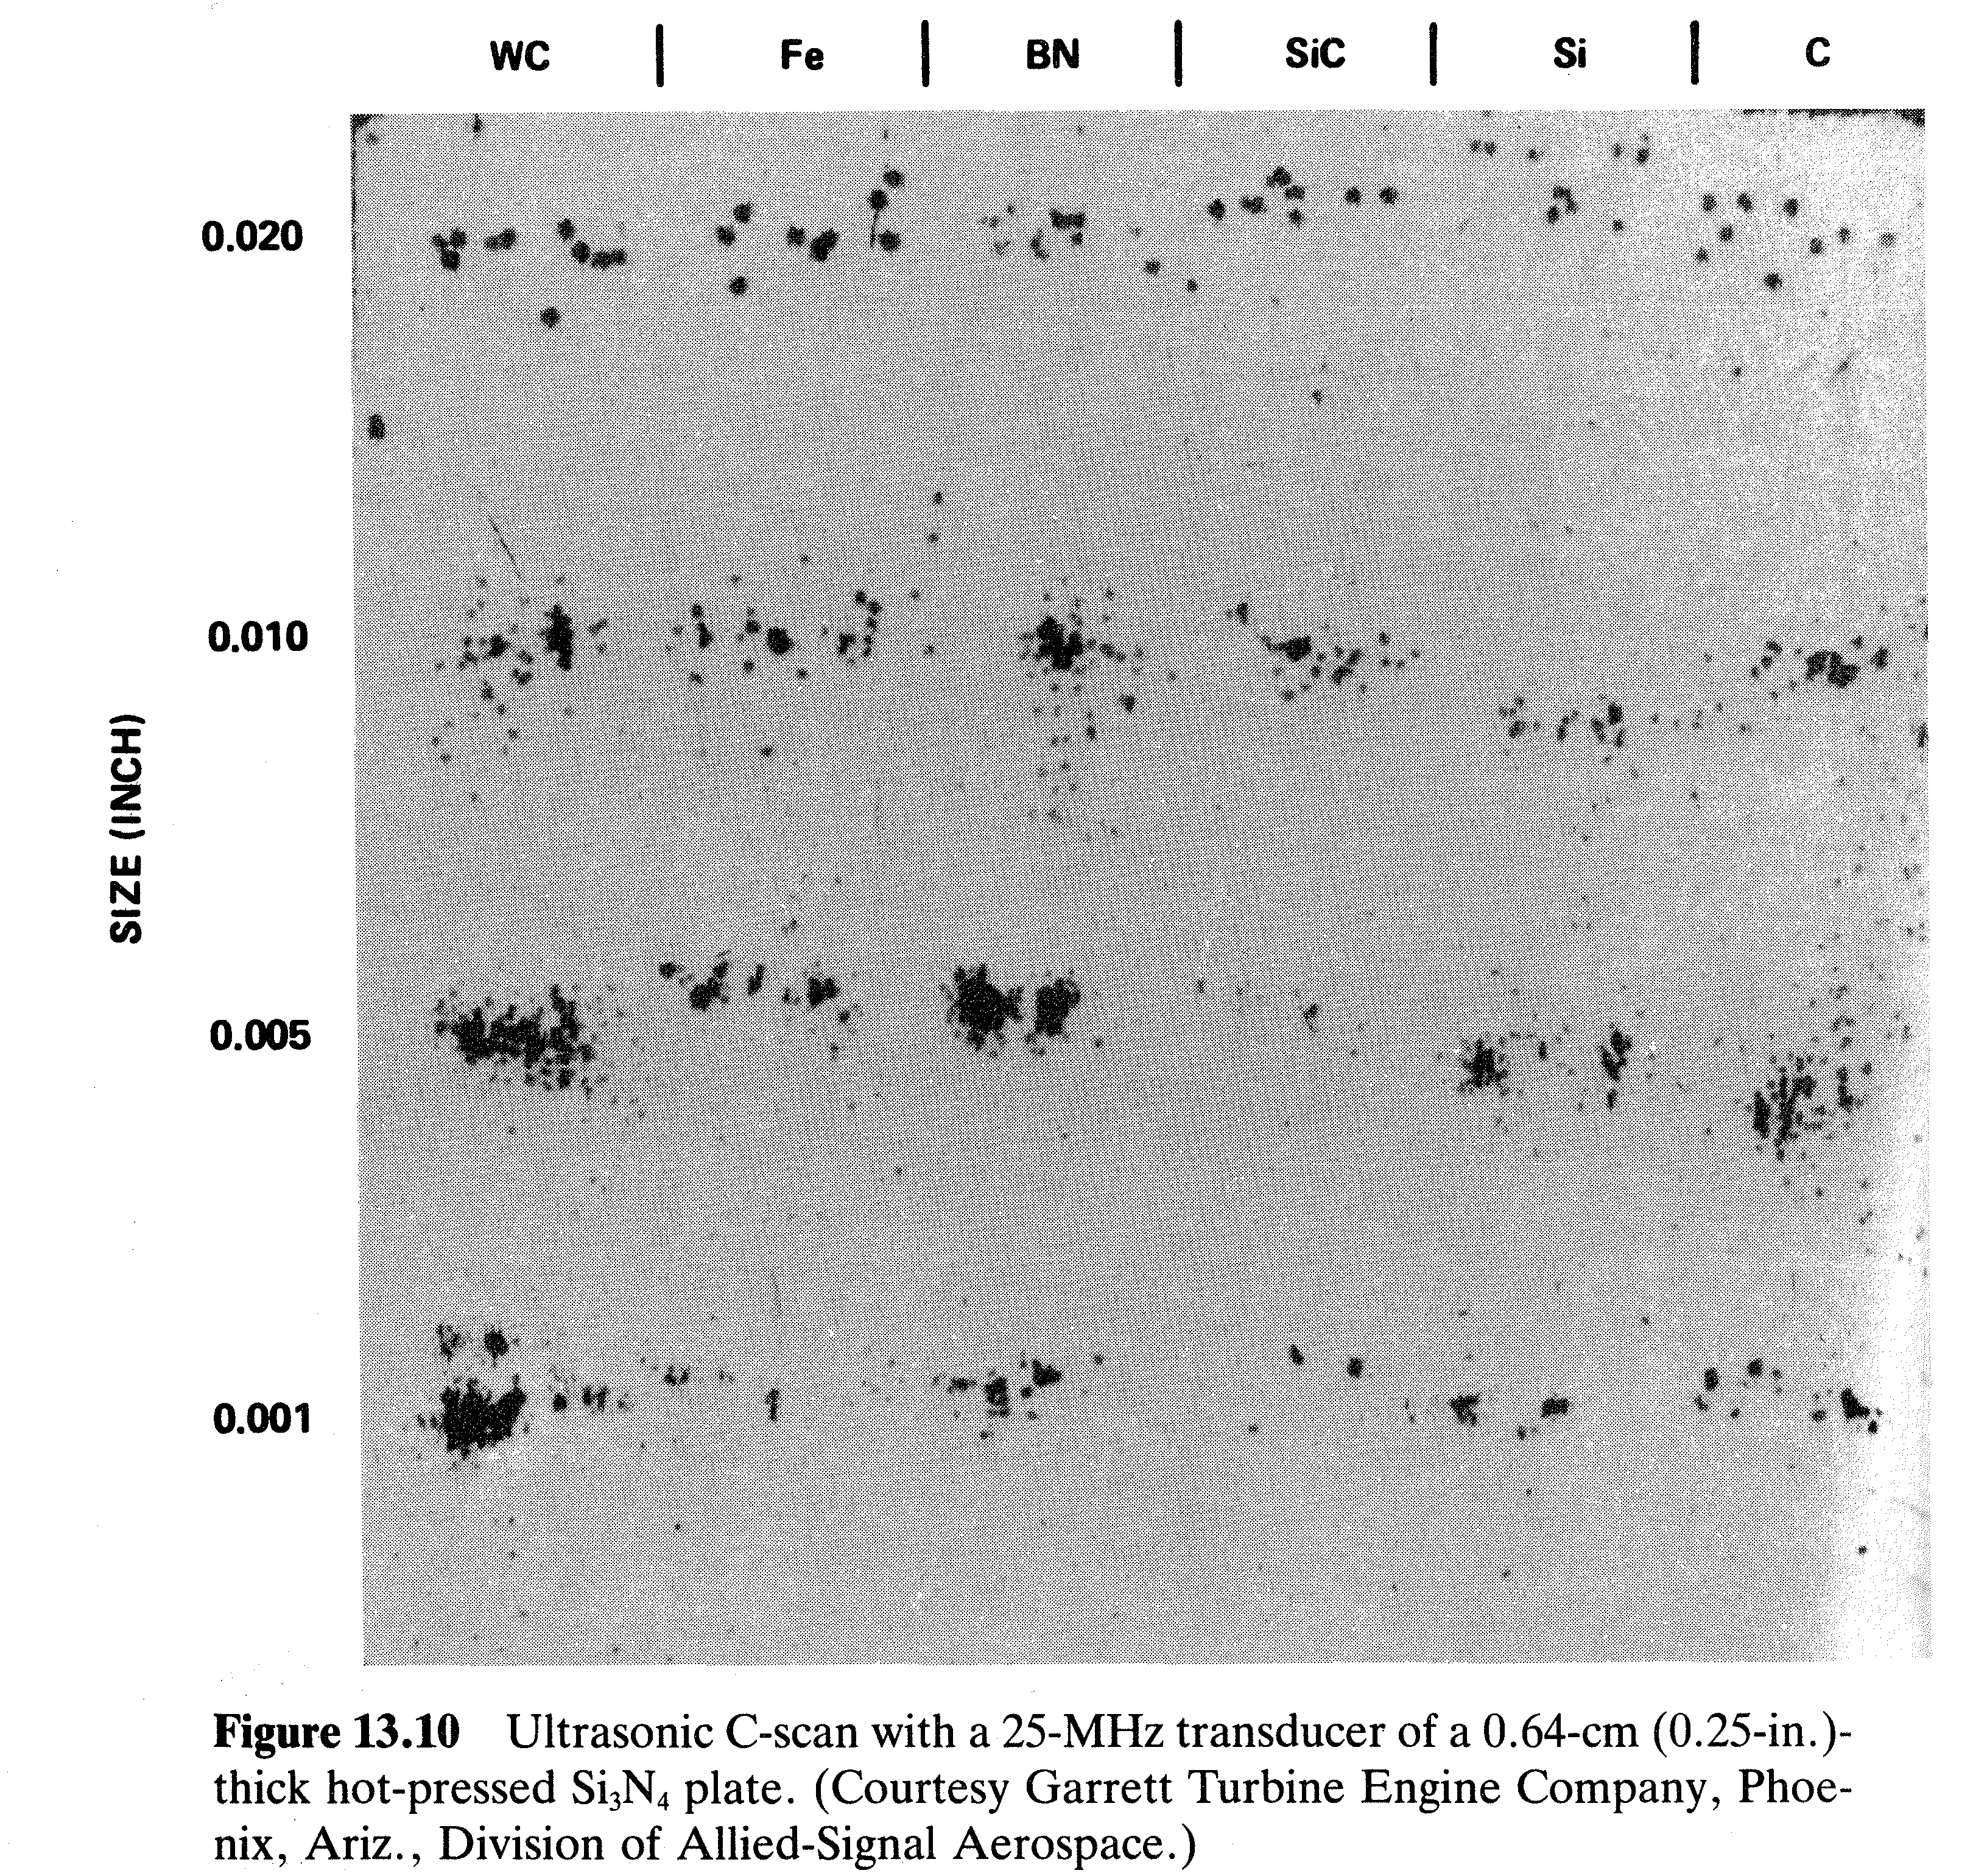 WC | Fe | BN | SiC | Si | C
0.020
0.010
SIZE (INCH)
0.005
0.001
Figure 13.10 Ultrasonic C-scan with a 25-MHz transducer of a 0.64-cm (0.25-in.)-
thick hot-pressed Si₃N₄ plate. (Courtesy Garrett Turbine Engine Company, Phoe-
nix, Ariz., Division of Allied-Signal Aerospace.)